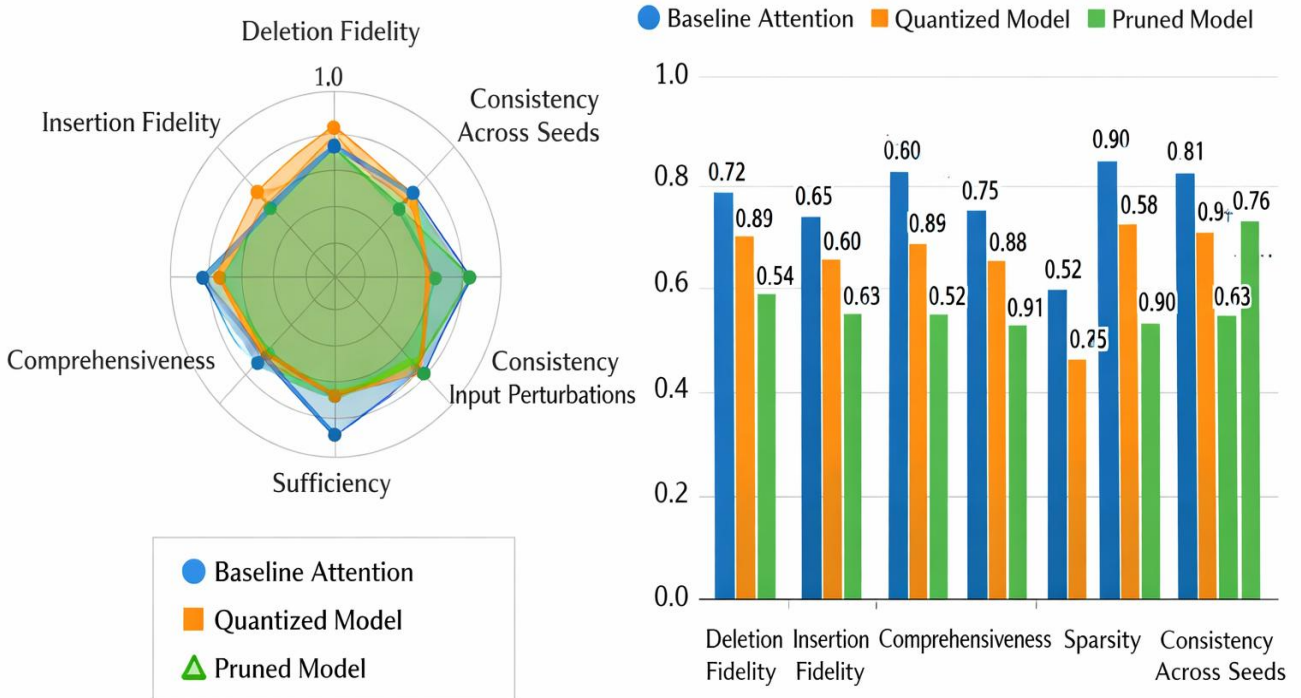 Deletion Fidelity
1.0
Insertion Fidelity
Consistency
Across Seeds
Comprehensiveness
Consistency
Input Perturbations
Sufficiency
Baseline Attention
Quantized Model
Pruned Model
Baseline Attention Quantized Model Pruned Model
1.0
0.8
0.6
0.4
0.2
0.0
0.72 0.89 0.54
0.65 0.60 0.63
0.60 0.89 0.52
0.75 0.88 0.91
0.52
0.90 0.58 0.90
0.81 0.63 0.76
Deletion Insertion Comprehensiveness Sparsity Consistency
Fidelity Fidelity Across Seeds